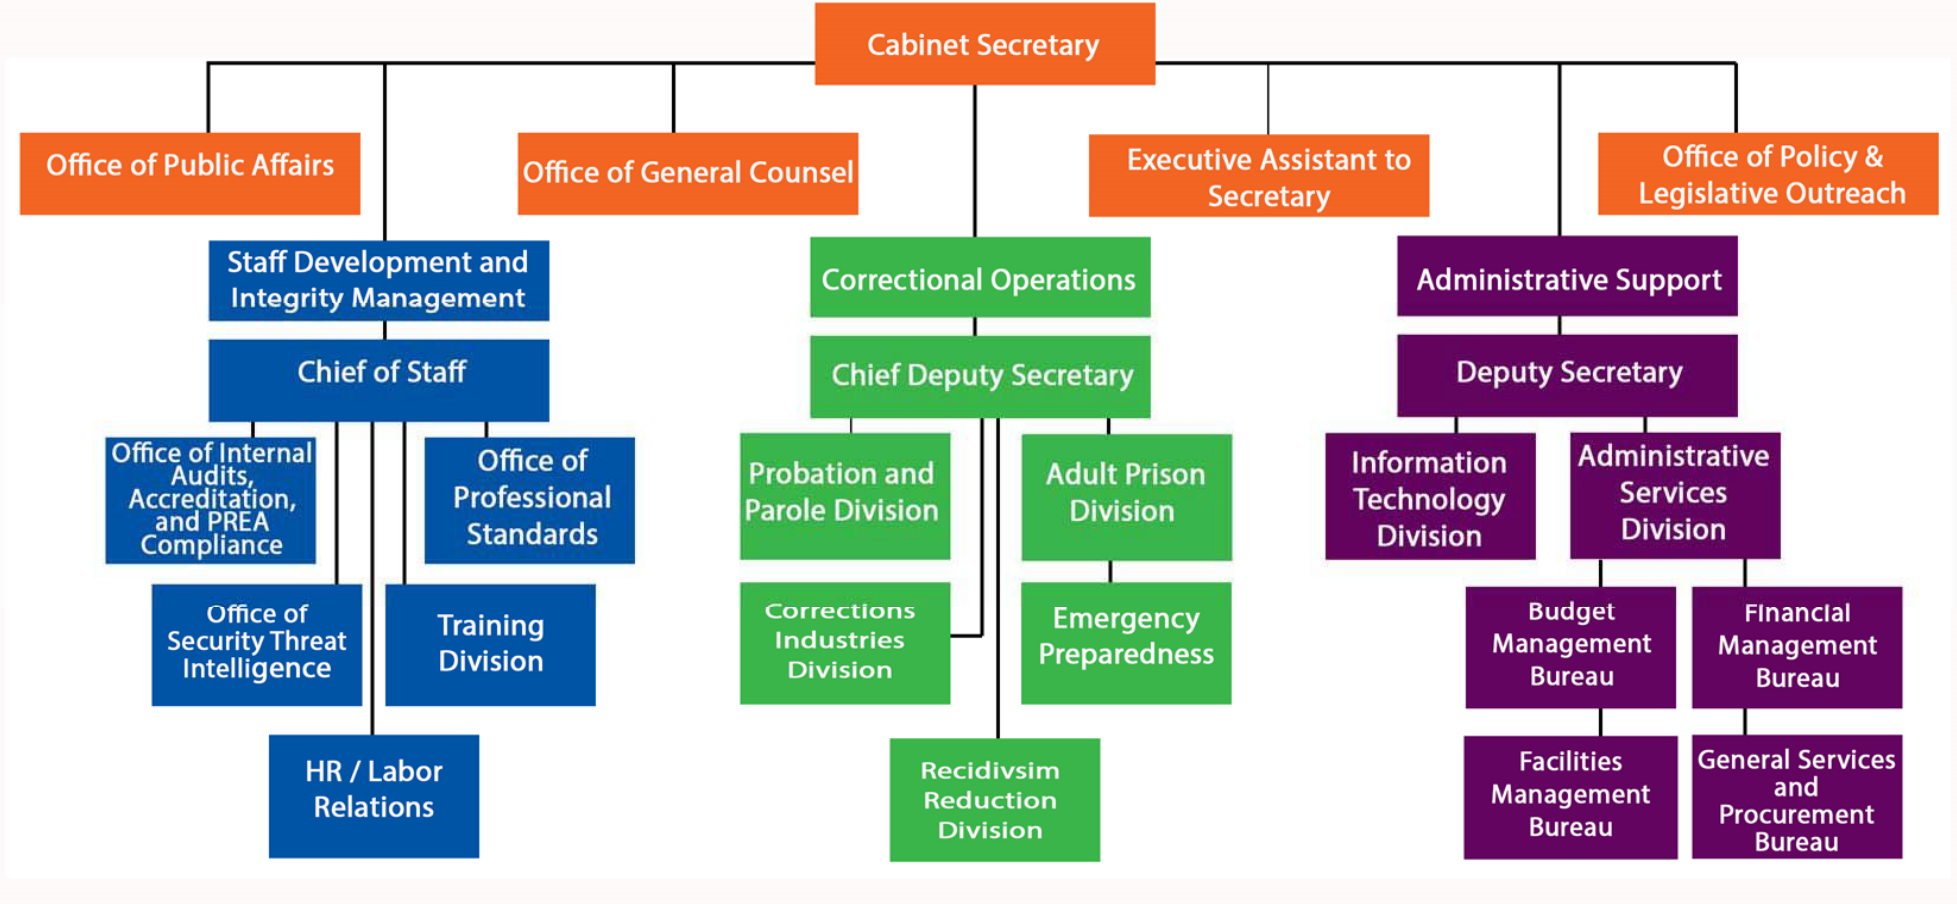 Cabinet Secretary
Office of Public Affairs
Office of General Counsel
Executive Assistant to
Secretary
Office of Policy &
Legislative Outreach
Staff Development and
Integrity Management
Correctional Operations
Administrative Support
Chief of Staff
Chief Deputy Secretary
Deputy Secretary
Office of Internal
Audits,
Accreditation,
and PREA
Compliance
Office of
Professional
Standards
Probation and
Parole Division
Adult Prison
Division
Information
Technology
Division
Administrative
Services
Division
Office of
Security Threat
Intelligence
Training
Division
Corrections
Industries
Division
Emergency
Preparedness
Budget
Management
Bureau
Financial
Management
Bureau
HR / Labor
Relations
Recidivsim
Reduction
Division
Facilities
Management
Bureau
General Services
and
Procurement
Bureau